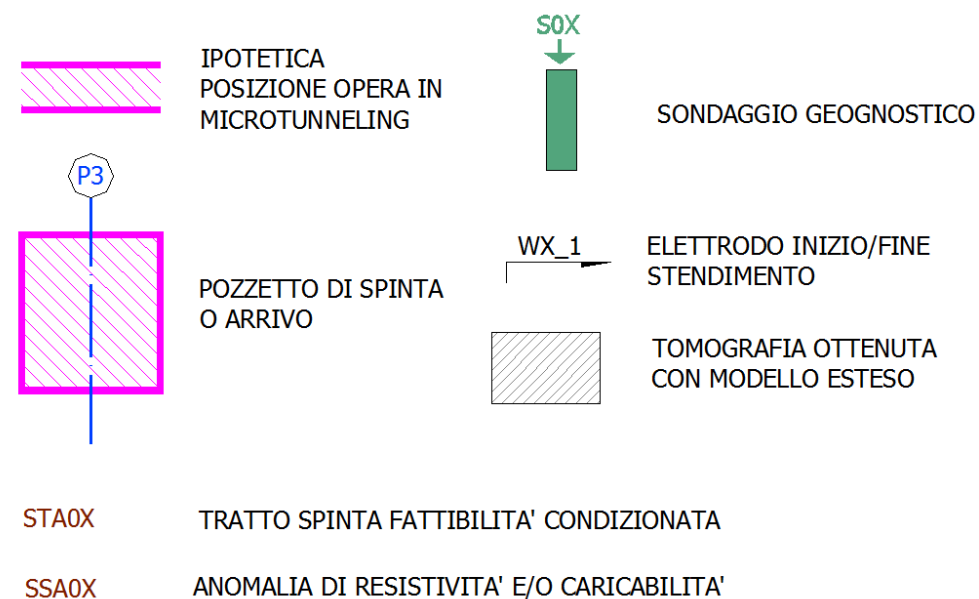 IPOTETICA
POSIZIONE OPERA IN
MICROTUNNELING
P3
POZZETTO DI SPINTA
O ARRIVO
S0X
SONDAGGIO GEOGNOSTICO
WX_1
ELETTRODO INIZIO/FINE
STENDIMENTO
TOMOGRAFIA OTTENUTA
CON MODELLO ESTESO
STA0X
TRATTO SPINTA FATTIBILITA' CONDIZIONATA
SSA0X
ANOMALIA DI RESISTIVITA' E/O CARICABILITA'